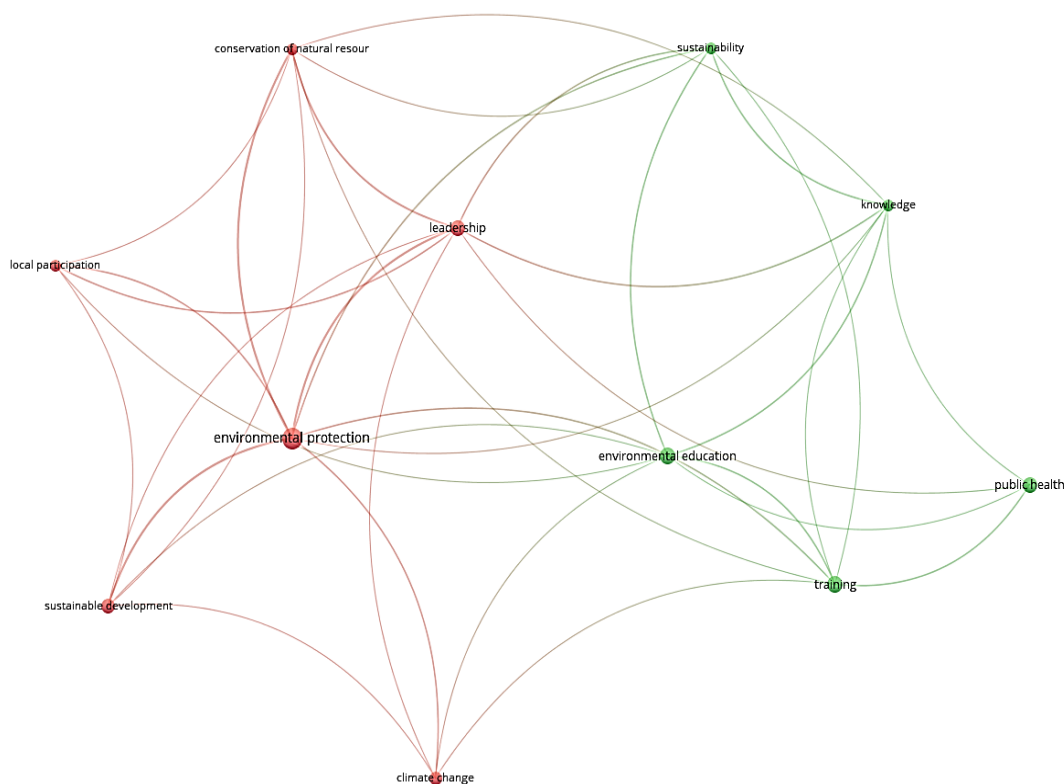 conservation of natural resour
sustainability
knowledge
leadership
local participation
environmental protection
environmental education
public health
training
sustainable development
climate change